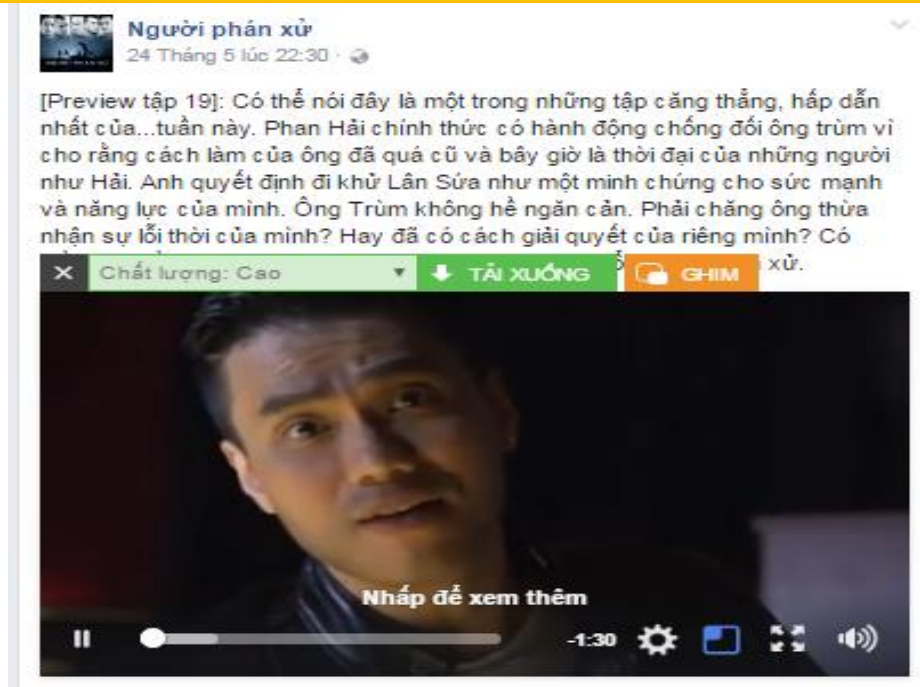 Người phán xử
24 Tháng 5 lúc 22:30 ·
[Preview tập 19]: Có thể nói đây là một trong những tập căng thẳng, hấp dẫn
nhất của...tuần này. Phan Hải chính thức có hành động chống đối ông trùm vì
cho rằng cách làm của ông đã quá cũ và bây giờ là thời đại của những người
như Hải. Anh quyết định đi khử Lân Sứa như một minh chứng cho sức mạnh
và năng lực của mình. Ông Trùm không hề ngăn cản. Phải chăng ông thừa
nhận sự lỗi thời của mình? Hay đã có cách giải quyết của riêng mình? Có
xử.
Chất lượng: Cao TẢI XUỐNG GHIM
Nhấp để xem thêm
-1:30